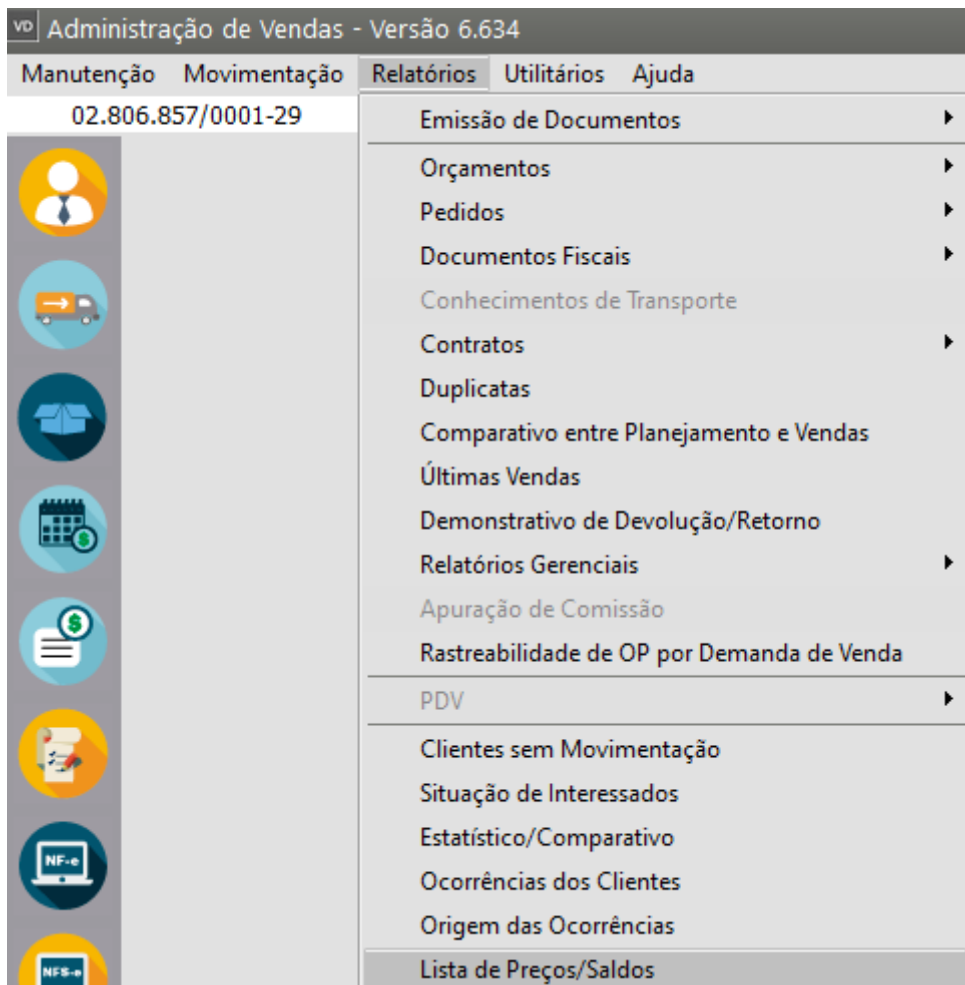 VD Administração de Vendas - Versão 6.634
Manutenção Movimentação Relatórios Utilitários Ajuda
02.806.857/0001-29
Emissão de Documentos
Orçamentos
Pedidos
Documentos Fiscais
Conhecimentos de Transporte
Contratos
Duplicatas
Comparativo entre Planejamento e Vendas
Últimas Vendas
Demonstrativo de Devolução/Retorno
Relatórios Gerenciais
Apuração de Comissão
Rastreabilidade de OP por Demanda de Venda
PDV
Clientes sem Movimentação
Situação de Interessados
Estatístico/Comparativo
Ocorrências dos Clientes
Origem das Ocorrências
Lista de Preços/Saldos
$
$
NF-e
NFS-e